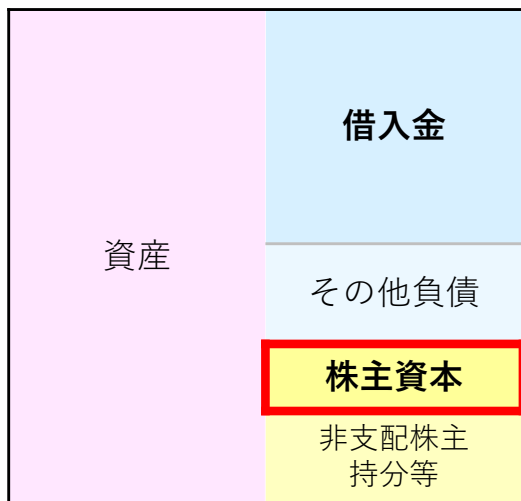 資産
借入金
その他負債
株主資本
非支配株主
持分等